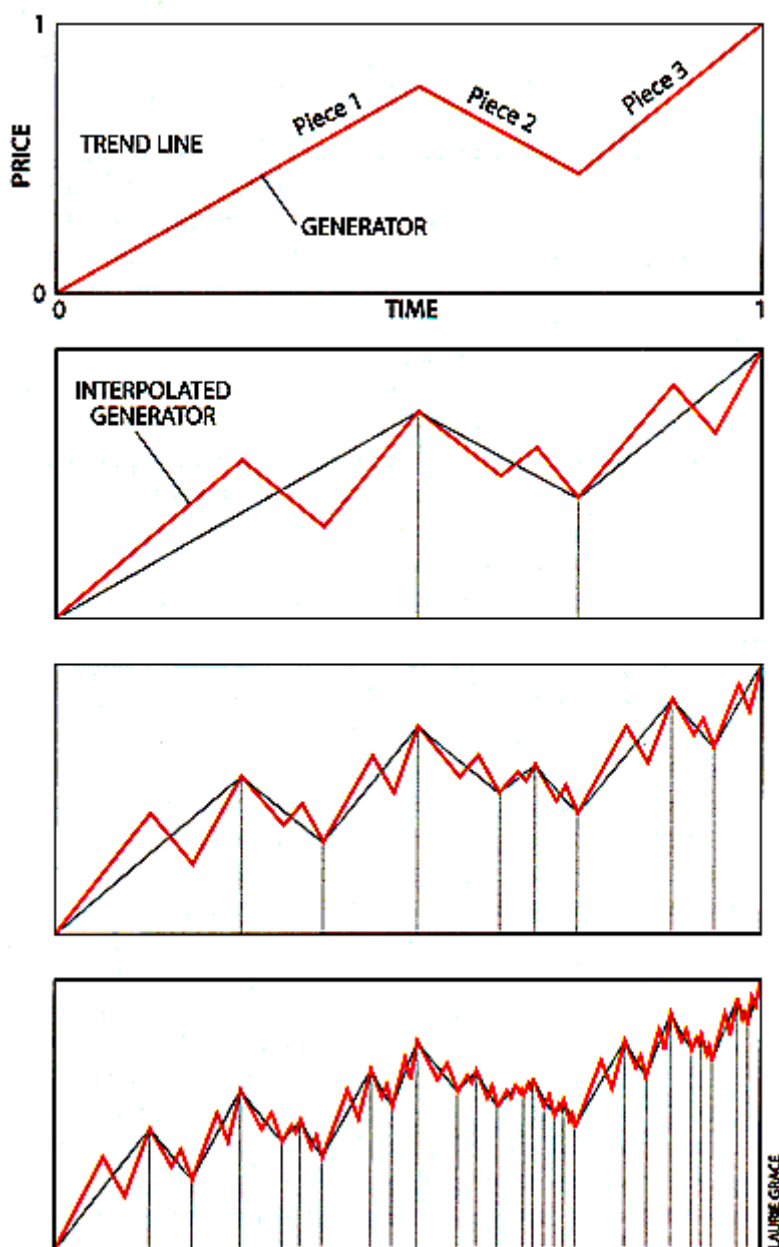 1
Piece 1
Piece 2
Piece 3
TREND LINE
PRICE
GENERATOR
0
0
TIME
1
INTERPOLATED
GENERATOR
LAURIE GRACE